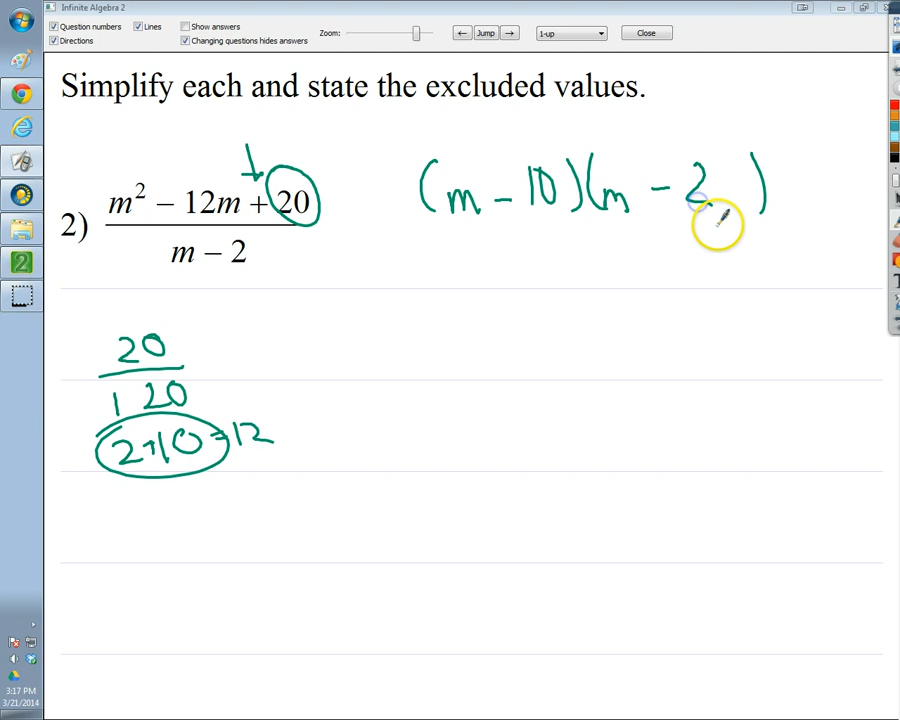 Infinite Algebra 2
Question numbers Lines Show answers
Directions Changing questions hides answers
Zoom: ← Jump → 1-up Close
Simplify each and state the excluded values.
2) m² − 12m + 20
m − 2
(m − 10)(m − 2 )
20
1 20
2+10=12
2
3:17 PM
3/21/2014